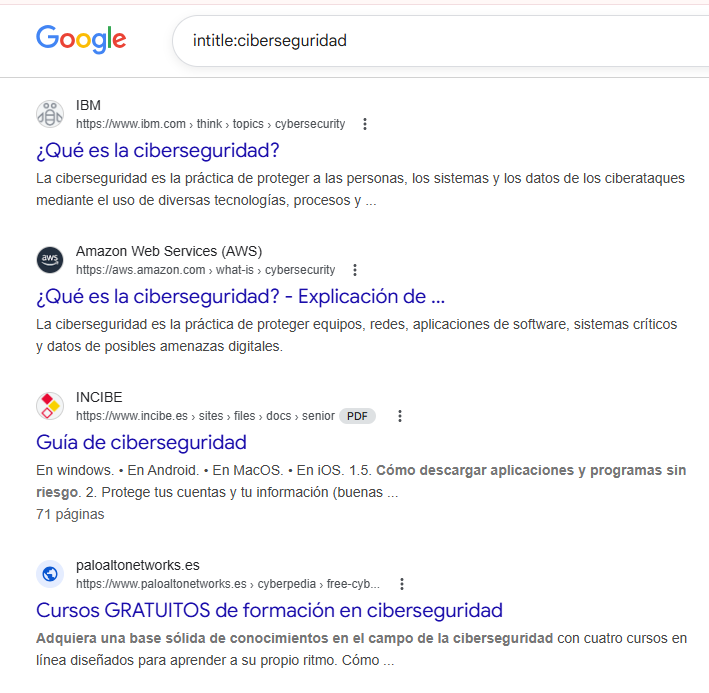 Google
intitle:ciberseguridad
IBM
https://www.ibm.com › think › topics › cybersecurity
¿Qué es la ciberseguridad?
La ciberseguridad es la práctica de proteger a las personas, los sistemas y los datos de los ciberataques
mediante el uso de diversas tecnologías, procesos y ...
aws
Amazon Web Services (AWS)
https://aws.amazon.com › what-is › cybersecurity
¿Qué es la ciberseguridad? - Explicación de ...
La ciberseguridad es la práctica de proteger equipos, redes, aplicaciones de software, sistemas críticos
y datos de posibles amenazas digitales.
INCIBE
https://www.incibe.es › sites › files › docs › senior PDF
Guía de ciberseguridad
En windows. • En Android. • En MacOS. • En iOS. 1.5. Cómo descargar aplicaciones y programas sin
riesgo. 2. Protege tus cuentas y tu información (buenas ...
71 páginas
paloaltonetworks.es
https://www.paloaltonetworks.es › cyberpedia › free-cyb...
Cursos GRATUITOS de formación en ciberseguridad
Adquiera una base sólida de conocimientos en el campo de la ciberseguridad con cuatro cursos en
línea diseñados para aprender a su propio ritmo. Cómo ...